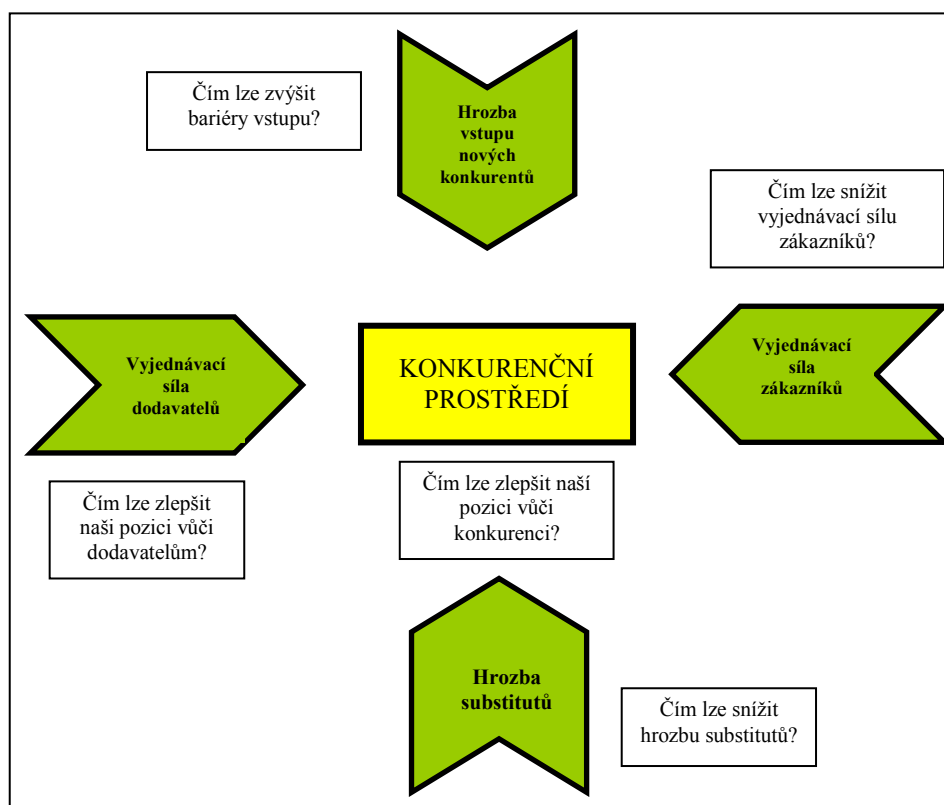 Čím lze zvýšit
bariéry vstupu?
Hrozba
vstupu
nových
konkurentů
Čím lze snížit
vyjednávací sílu
zákazníků?
Vyjednávací
síla
dodavatelů
KONKURENČNÍ
PROSTŘEDÍ
Vyjednávací
síla
zákazníků
Čím lze zlepšit
naši pozici vůči
dodavatelům?
Čím lze zlepšit naší
pozici vůči
konkurenci?
Hrozba
substitutů
Čím lze snížit
hrozbu substitutů?